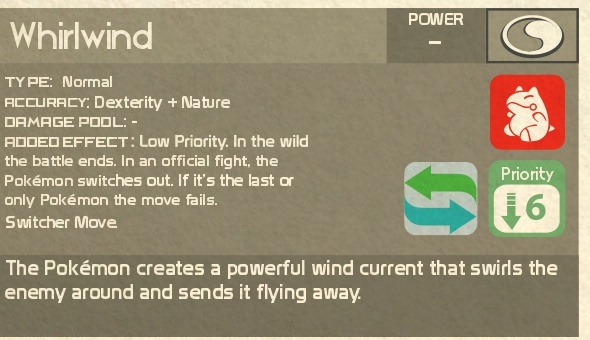 Whirlwind
POWER
–
TYPE: Normal
ACCURACY: Dexterity + Nature
DAMAGE POOL: -
ADDED EFFECT: Low Priority. In the wild
the battle ends. In an official fight, the
Pokémon switches out. If it's the last or
only Pokémon the move fails.
Switcher Move.
Priority
6
The Pokémon creates a powerful wind current that swirls the
enemy around and sends it flying away.